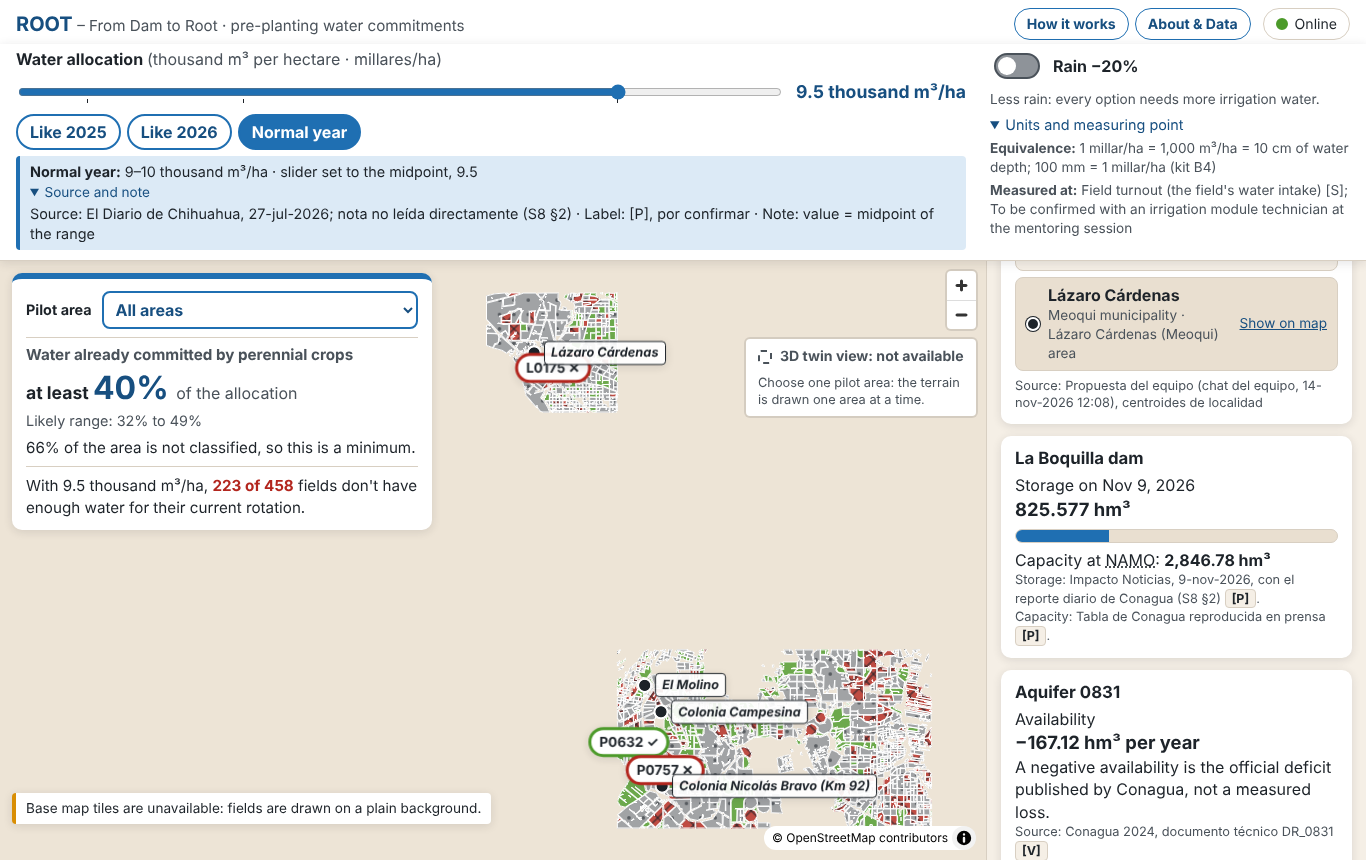 ROOT – From Dam to Root · pre-planting water commitments
How it works
About & Data
Online
Water allocation (thousand m³ per hectare · millares/ha)
9.5 thousand m³/ha
Like 2025
Like 2026
Normal year
Normal year: 9–10 thousand m³/ha · slider set to the midpoint, 9.5
▼ Source and note
Source: El Diario de Chihuahua, 27-jul-2026; nota no leída directamente (S8 §2) · Label: [P], por confirmar · Note: value = midpoint of
the range
Rain −20%
Less rain: every option needs more irrigation water.
▼ Units and measuring point
Equivalence: 1 millar/ha = 1,000 m³/ha = 10 cm of water
depth; 100 mm = 1 millar/ha (kit B4)
Measured at: Field turnout (the field's water intake) [S];
To be confirmed with an irrigation module technician at
the mentoring session
Pilot area
All areas
Water already committed by perennial crops
at least 40% of the allocation
Likely range: 32% to 49%
66% of the area is not classified, so this is a minimum.
With 9.5 thousand m³/ha, 223 of 458 fields don't have
enough water for their current rotation.
Lázaro Cárdenas
L0175 ✕
+
−
3D twin view: not available
Choose one pilot area: the terrain
is drawn one area at a time.
El Molino
Colonia Campesina
P0632 ✓
P0757 ✕
Colonia Nicolás Bravo (Km 92)
Base map tiles are unavailable: fields are drawn on a plain background.
© OpenStreetMap contributors
Lázaro Cárdenas
Meoqui municipality ·
Lázaro Cárdenas (Meoqui)
area
Show on map
Source: Propuesta del equipo (chat del equipo, 14-
nov-2026 12:08), centroides de localidad
La Boquilla dam
Storage on Nov 9, 2026
825.577 hm³
Capacity at NAMO: 2,846.78 hm³
Storage: Impacto Noticias, 9-nov-2026, con el
reporte diario de Conagua (S8 §2) [P].
Capacity: Tabla de Conagua reproducida en prensa
[P].
Aquifer 0831
Availability
−167.12 hm³ per year
A negative availability is the official deficit
published by Conagua, not a measured
loss.
Source: Conagua 2024, documento técnico DR_0831
[V]